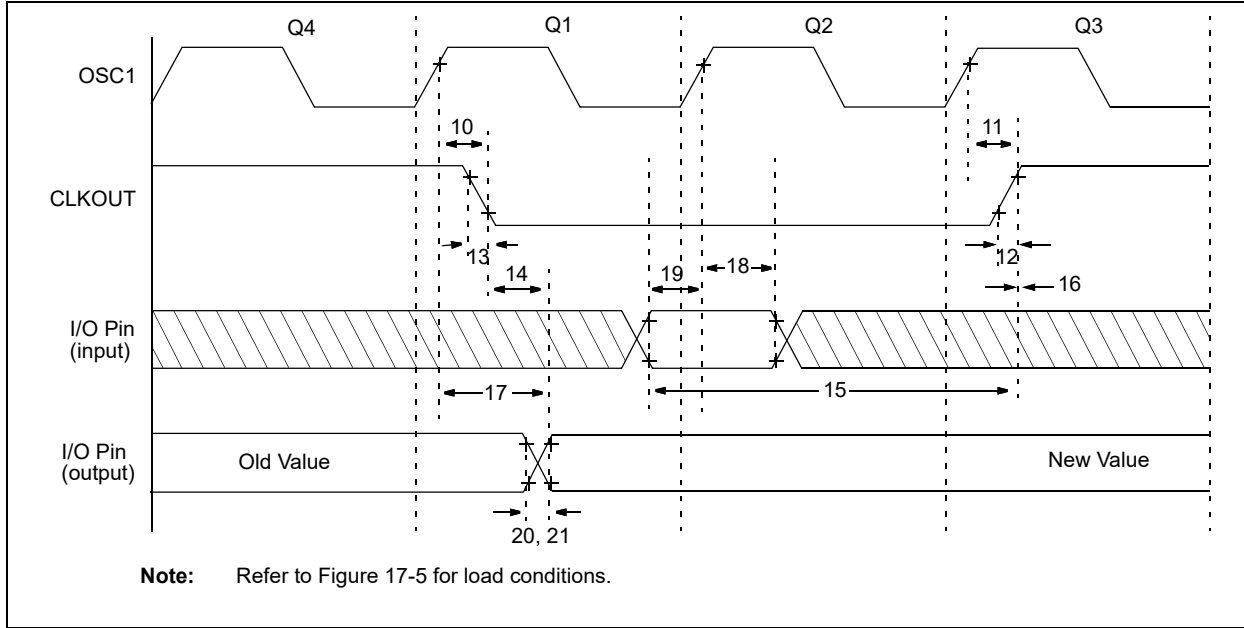 Q4 Q1 Q2 Q3
OSC1
10 11
CLKOUT
13 12
14 19 18
16
I/O Pin
(input)
17 15
I/O Pin
(output)
Old Value New Value
20, 21
Note: Refer to Figure 17-5 for load conditions.